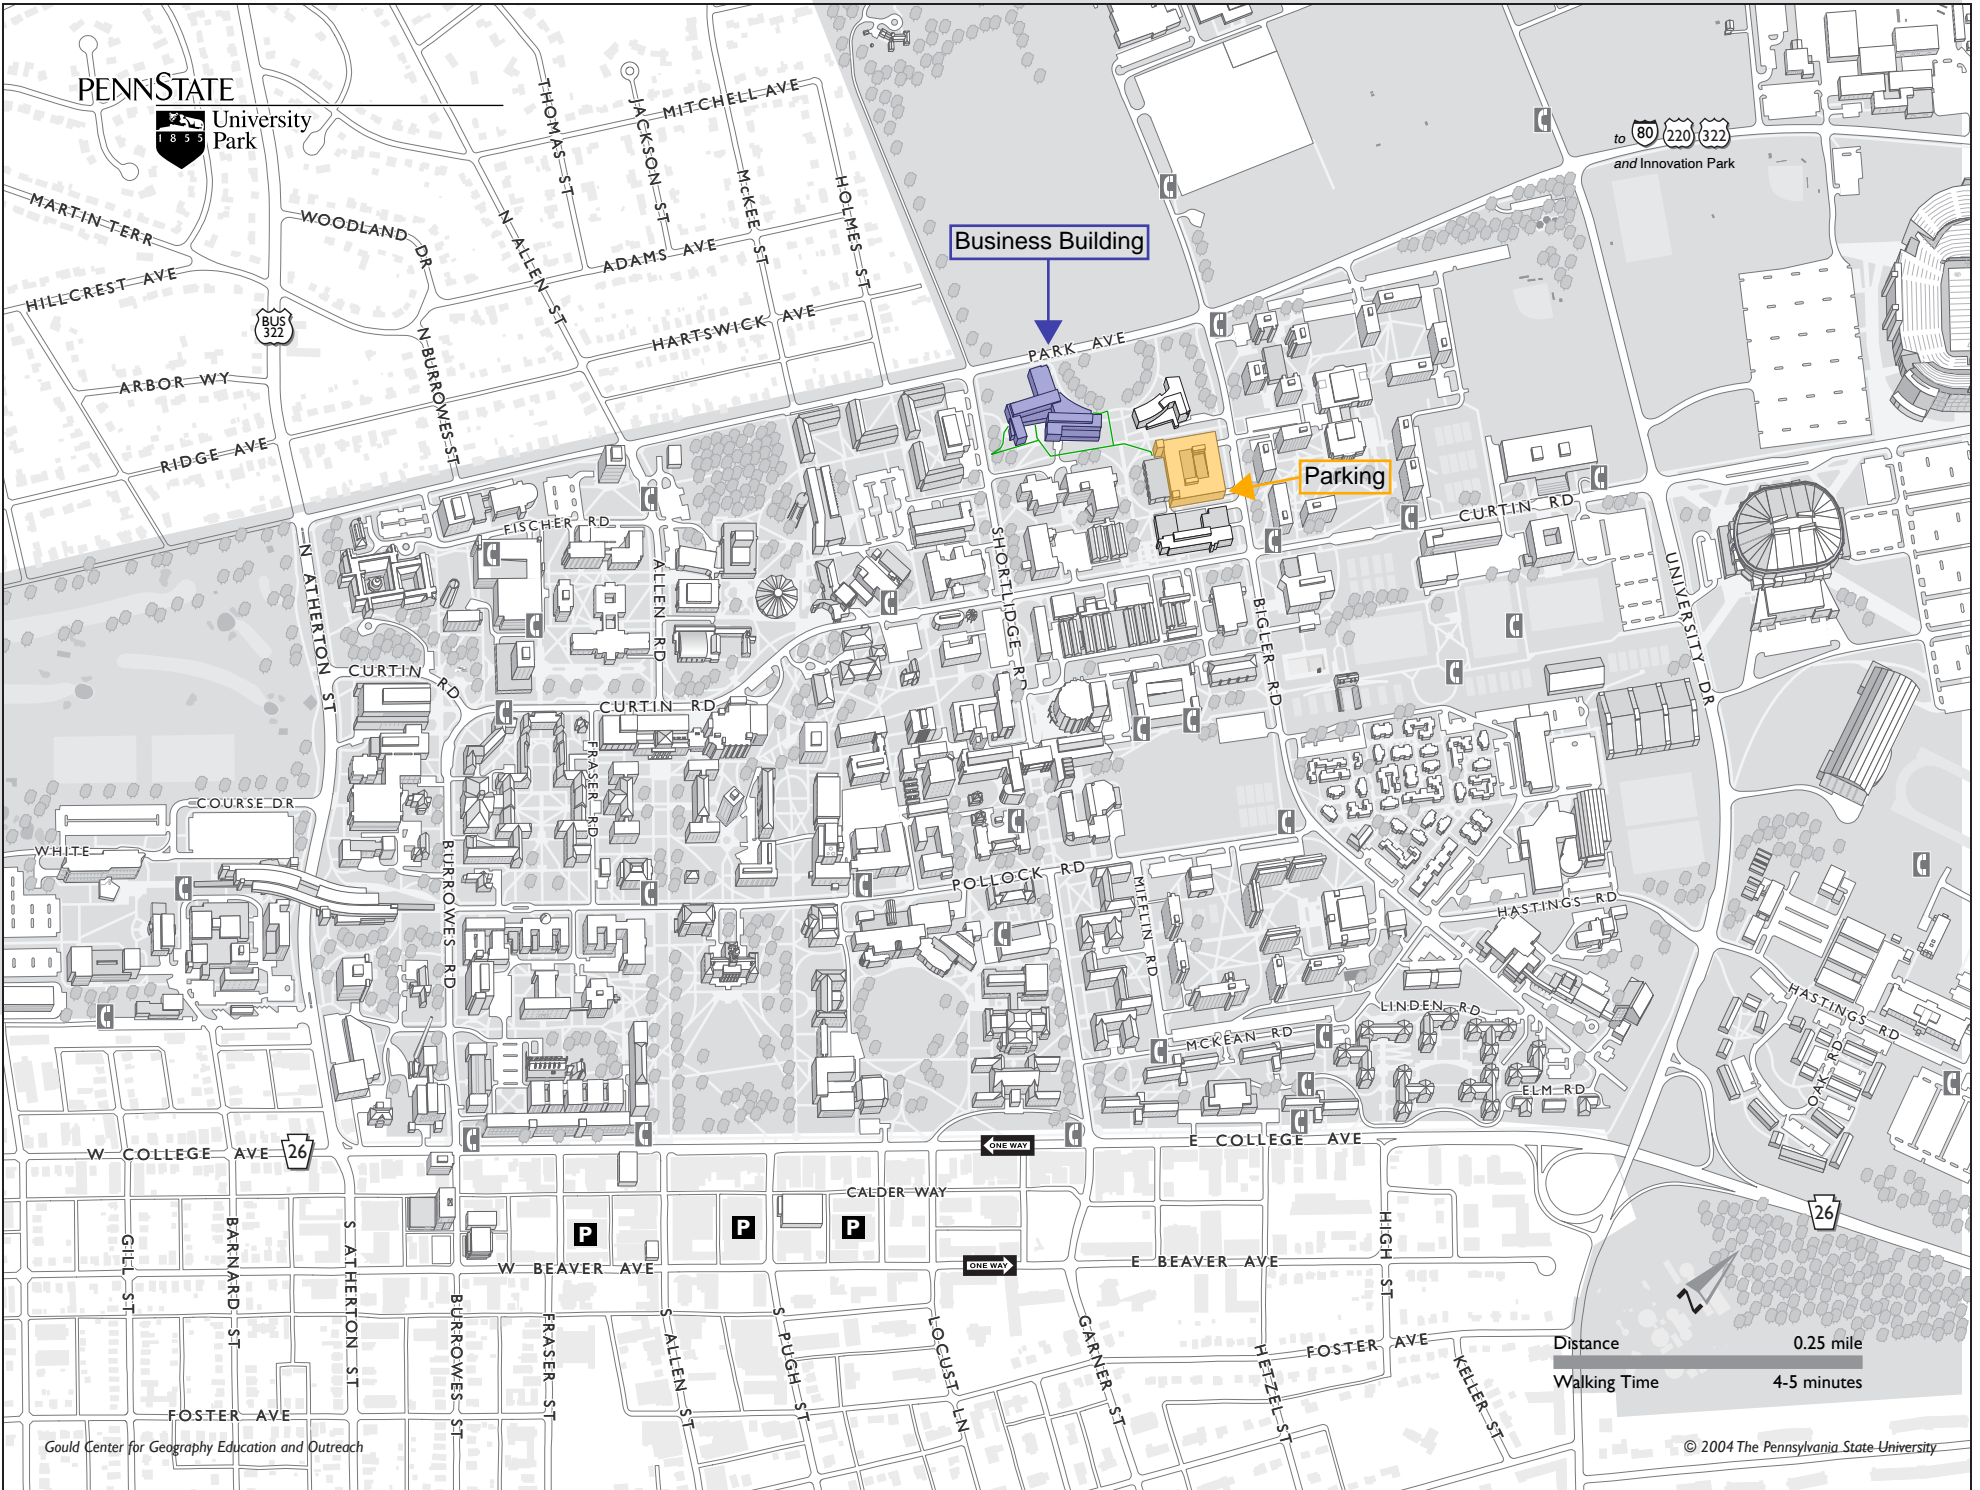 PENNSTATE
1855
University
Park
THOMAS ST
JACKSON ST
MITCHELL AVE
McKEE ST
HOLMES ST
to 80 220 322
and Innovation Park
MARTIN TERR
WOODLAND DR
N ALLEN ST
ADAMS AVE
HILLCREST AVE
BUS
322
N BURROWES ST
HARTSWICK AVE
Business Building
PARK AVE
ARBOR WY
RIDGE AVE
Parking
FISCHER RD
CURTIN RD
N ATHERTON ST
ALLEN RD
SHORTLIDGE RD
BIGLER RD
UNIVERSITY DR
CURTIN RD
CURTIN RD
FRASER RD
COURSE DR
WHITE
BURROWES RD
POLLOCK RD
MIFFLIN RD
HASTINGS RD
HASTINGS RD
LINDEN RD
MCKEAN RD
OAK RD
ELM RD
W COLLEGE AVE
26
ONE WAY
E COLLEGE AVE
CALDER WAY
26
P
P
P
GILL ST
BARNARD ST
S ATHERTON ST
W BEAVER AVE
ONE WAY
E BEAVER AVE
HIGH ST
N
BURROWES ST
FRASER ST
S ALLEN ST
S PUGH ST
LOCUST LN
GARNER ST
HETZEL ST
FOSTER AVE
KELLER ST
Distance 0.25 mile
Walking Time 4-5 minutes
FOSTER AVE
Gould Center for Geography Education and Outreach
© 2004 The Pennsylvania State University